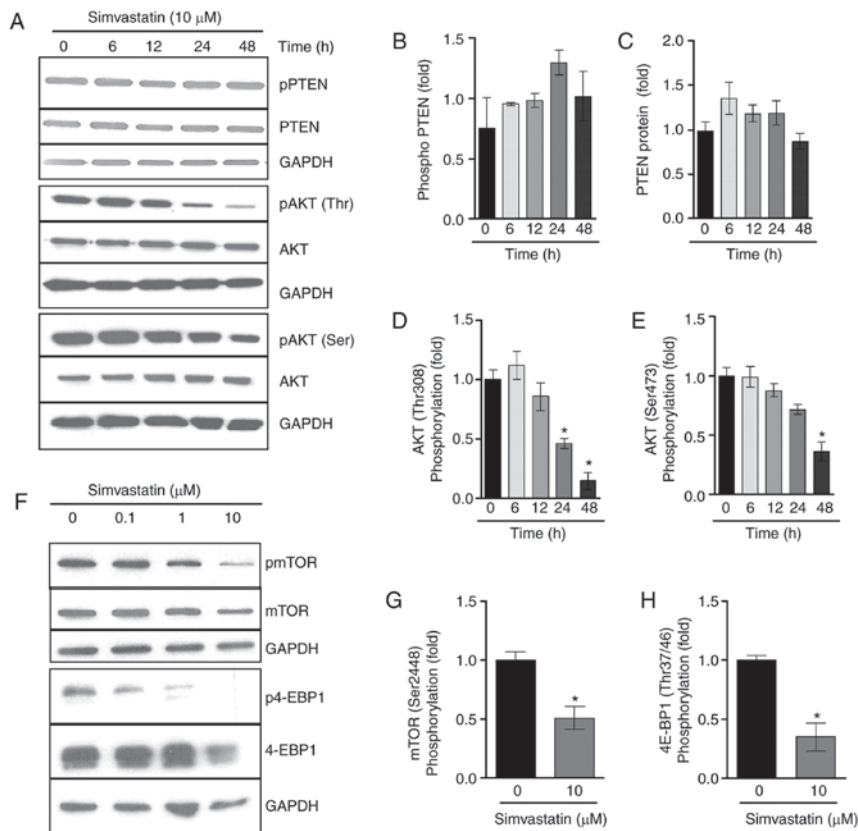 A
Simvastatin (10 μM)
0 6 12 24 48 Time (h)
pPTEN
PTEN
GAPDH
pAKT (Thr)
AKT
GAPDH
pAKT (Ser)
AKT
GAPDH
B
Phospho PTEN (fold)
1.5
1.0
0.5
0.0
0 6 12 24 48
Time (h)
C
PTEN protein (fold)
2.0
1.5
1.0
0.5
0.0
0 6 12 24 48
Time (h)
D
AKT (Thr308)
Phosphorylation (fold)
1.5
1.0
0.5
0.0
* *
0 6 12 24 48
Time (h)
E
AKT (Ser473)
Phosphorylation (fold)
1.5
1.0
0.5
0.0
*
0 6 12 24 48
Time (h)
F
Simvastatin (μM)
0 0.1 1 10
pmTOR
mTOR
GAPDH
p4-EBP1
4-EBP1
GAPDH
G
mTOR (Ser2448)
Phosphorylation (fold)
1.5
1.0
0.5
0.0
*
0 10
Simvastatin (μM)
H
4E-BP1 (Thr37/46)
Phosphorylation (fold)
1.5
1.0
0.5
0.0
*
0 10
Simvastatin (μM)